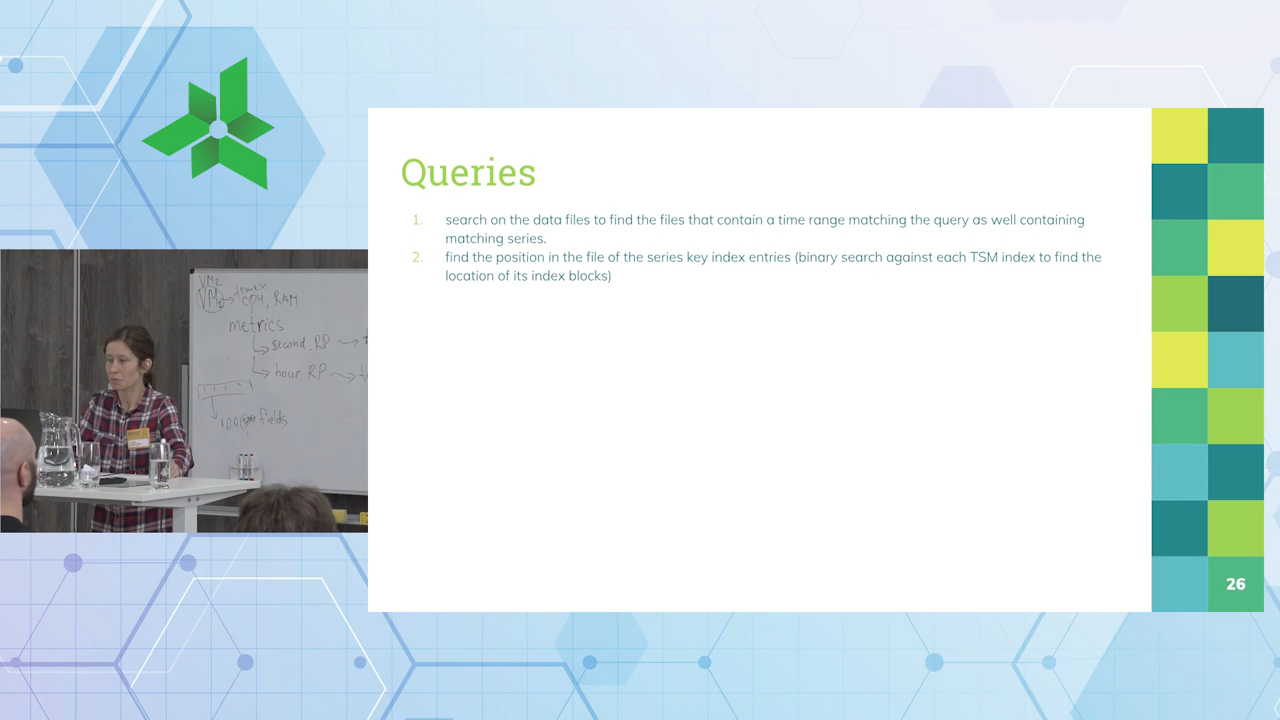 Queries
1. search on the data files to find the files that contain a time range matching the query as well containing
matching series.
2. find the position in the file of the series key index entries (binary search against each TSM index to find the
location of its index blocks)
26
VM
CPU, RAM
metrics
second_RP
hour RP
fields